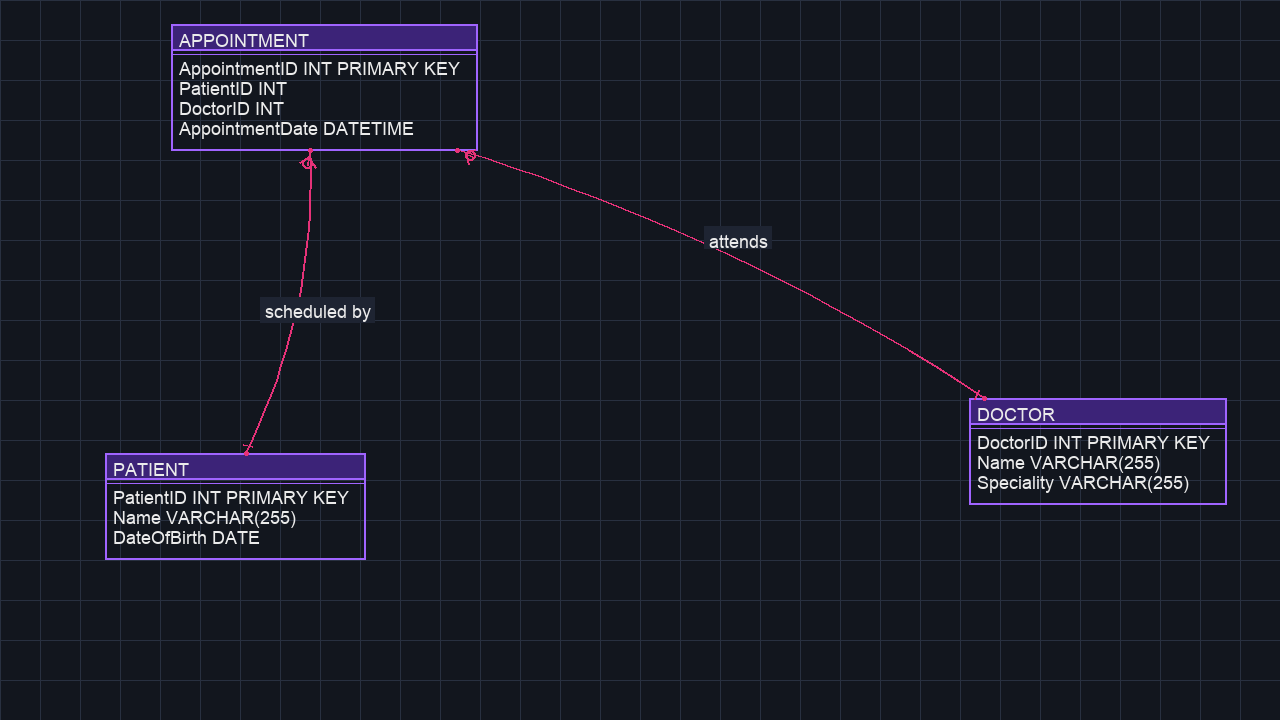 APPOINTMENT
AppointmentID INT PRIMARY KEY
PatientID INT
DoctorID INT
AppointmentDate DATETIME
attends
scheduled by
DOCTOR
DoctorID INT PRIMARY KEY
Name VARCHAR(255)
Speciality VARCHAR(255)
PATIENT
PatientID INT PRIMARY KEY
Name VARCHAR(255)
DateOfBirth DATE